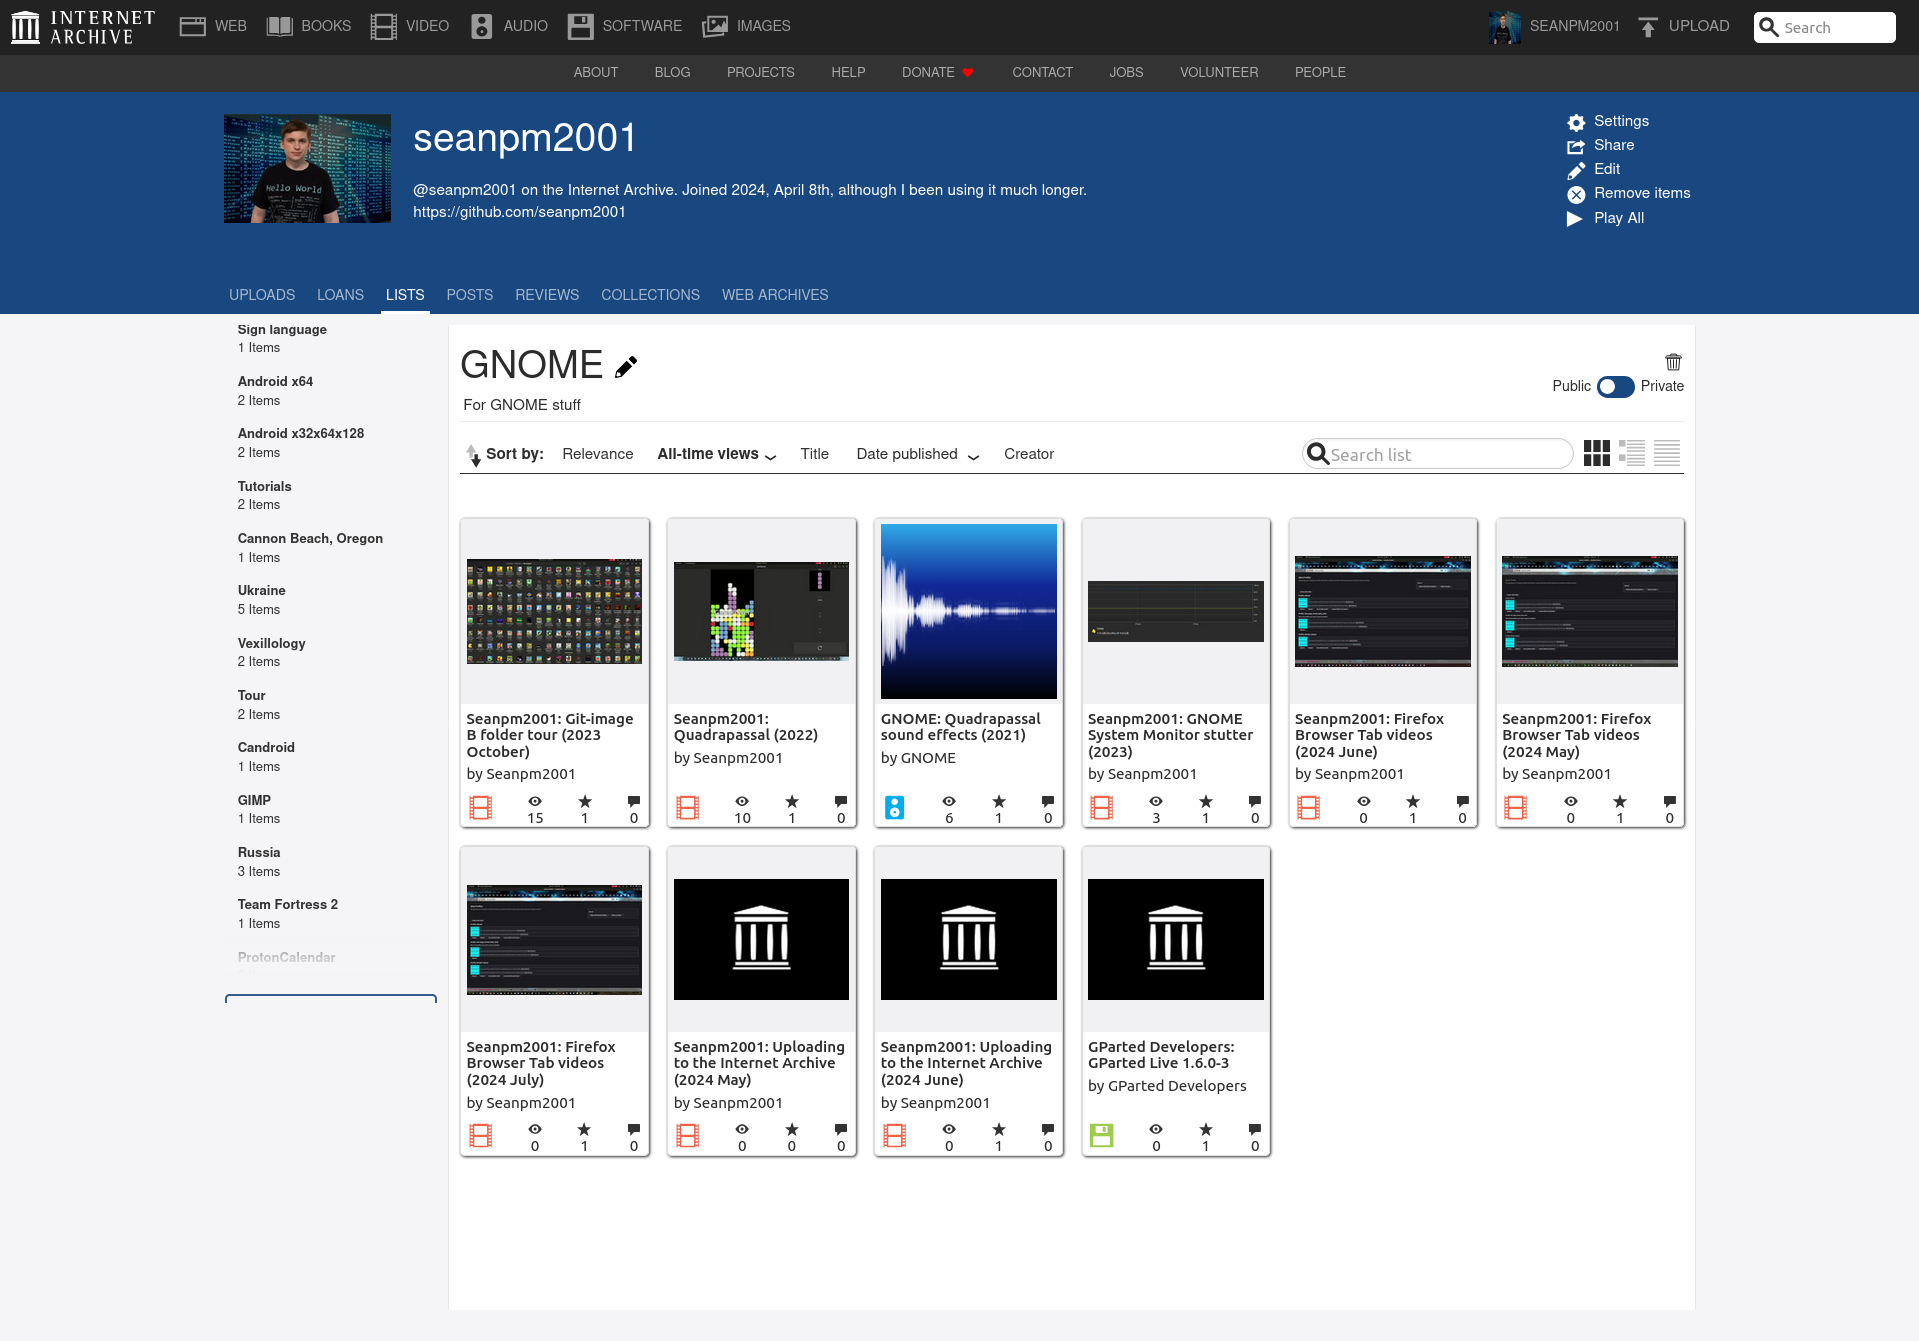 INTERNET
ARCHIVE
WEB
BOOKS
VIDEO
AUDIO
SOFTWARE
IMAGES
SEANPM2001
UPLOAD
Search
ABOUT
BLOG
PROJECTS
HELP
DONATE
CONTACT
JOBS
VOLUNTEER
PEOPLE
Hello World
seanpm2001
@seanpm2001 on the Internet Archive. Joined 2024, April 8th, although I been using it much longer.
https://github.com/seanpm2001
Settings
Share
Edit
Remove items
Play All
UPLOADS
LOANS
LISTS
POSTS
REVIEWS
COLLECTIONS
WEB ARCHIVES
Sign language
1 Items
Android x64
2 Items
Android x32x64x128
2 Items
Tutorials
2 Items
Cannon Beach, Oregon
1 Items
Ukraine
5 Items
Vexillology
2 Items
Tour
2 Items
Candroid
1 Items
GIMP
1 Items
Russia
3 Items
Team Fortress 2
1 Items
ProtonCalendar
GNOME
For GNOME stuff
Public
Private
Sort by:
Relevance
All-time views
Title
Date published
Creator
Search list
Seanpm2001: Git-image
B folder tour (2023
October)
by Seanpm2001
15
1
0
Seanpm2001:
Quadrapassal (2022)
by Seanpm2001
10
1
0
GNOME: Quadrapassal
sound effects (2021)
by GNOME
6
1
0
Seanpm2001: GNOME
System Monitor stutter
(2023)
by Seanpm2001
3
1
0
Seanpm2001: Firefox
Browser Tab videos
(2024 June)
by Seanpm2001
0
1
0
Seanpm2001: Firefox
Browser Tab videos
(2024 May)
by Seanpm2001
0
1
0
Seanpm2001: Firefox
Browser Tab videos
(2024 July)
by Seanpm2001
0
1
0
Seanpm2001: Uploading
to the Internet Archive
(2024 May)
by Seanpm2001
0
0
0
Seanpm2001: Uploading
to the Internet Archive
(2024 June)
by Seanpm2001
0
1
0
GParted Developers:
GParted Live 1.6.0-3
by GParted Developers
0
1
0